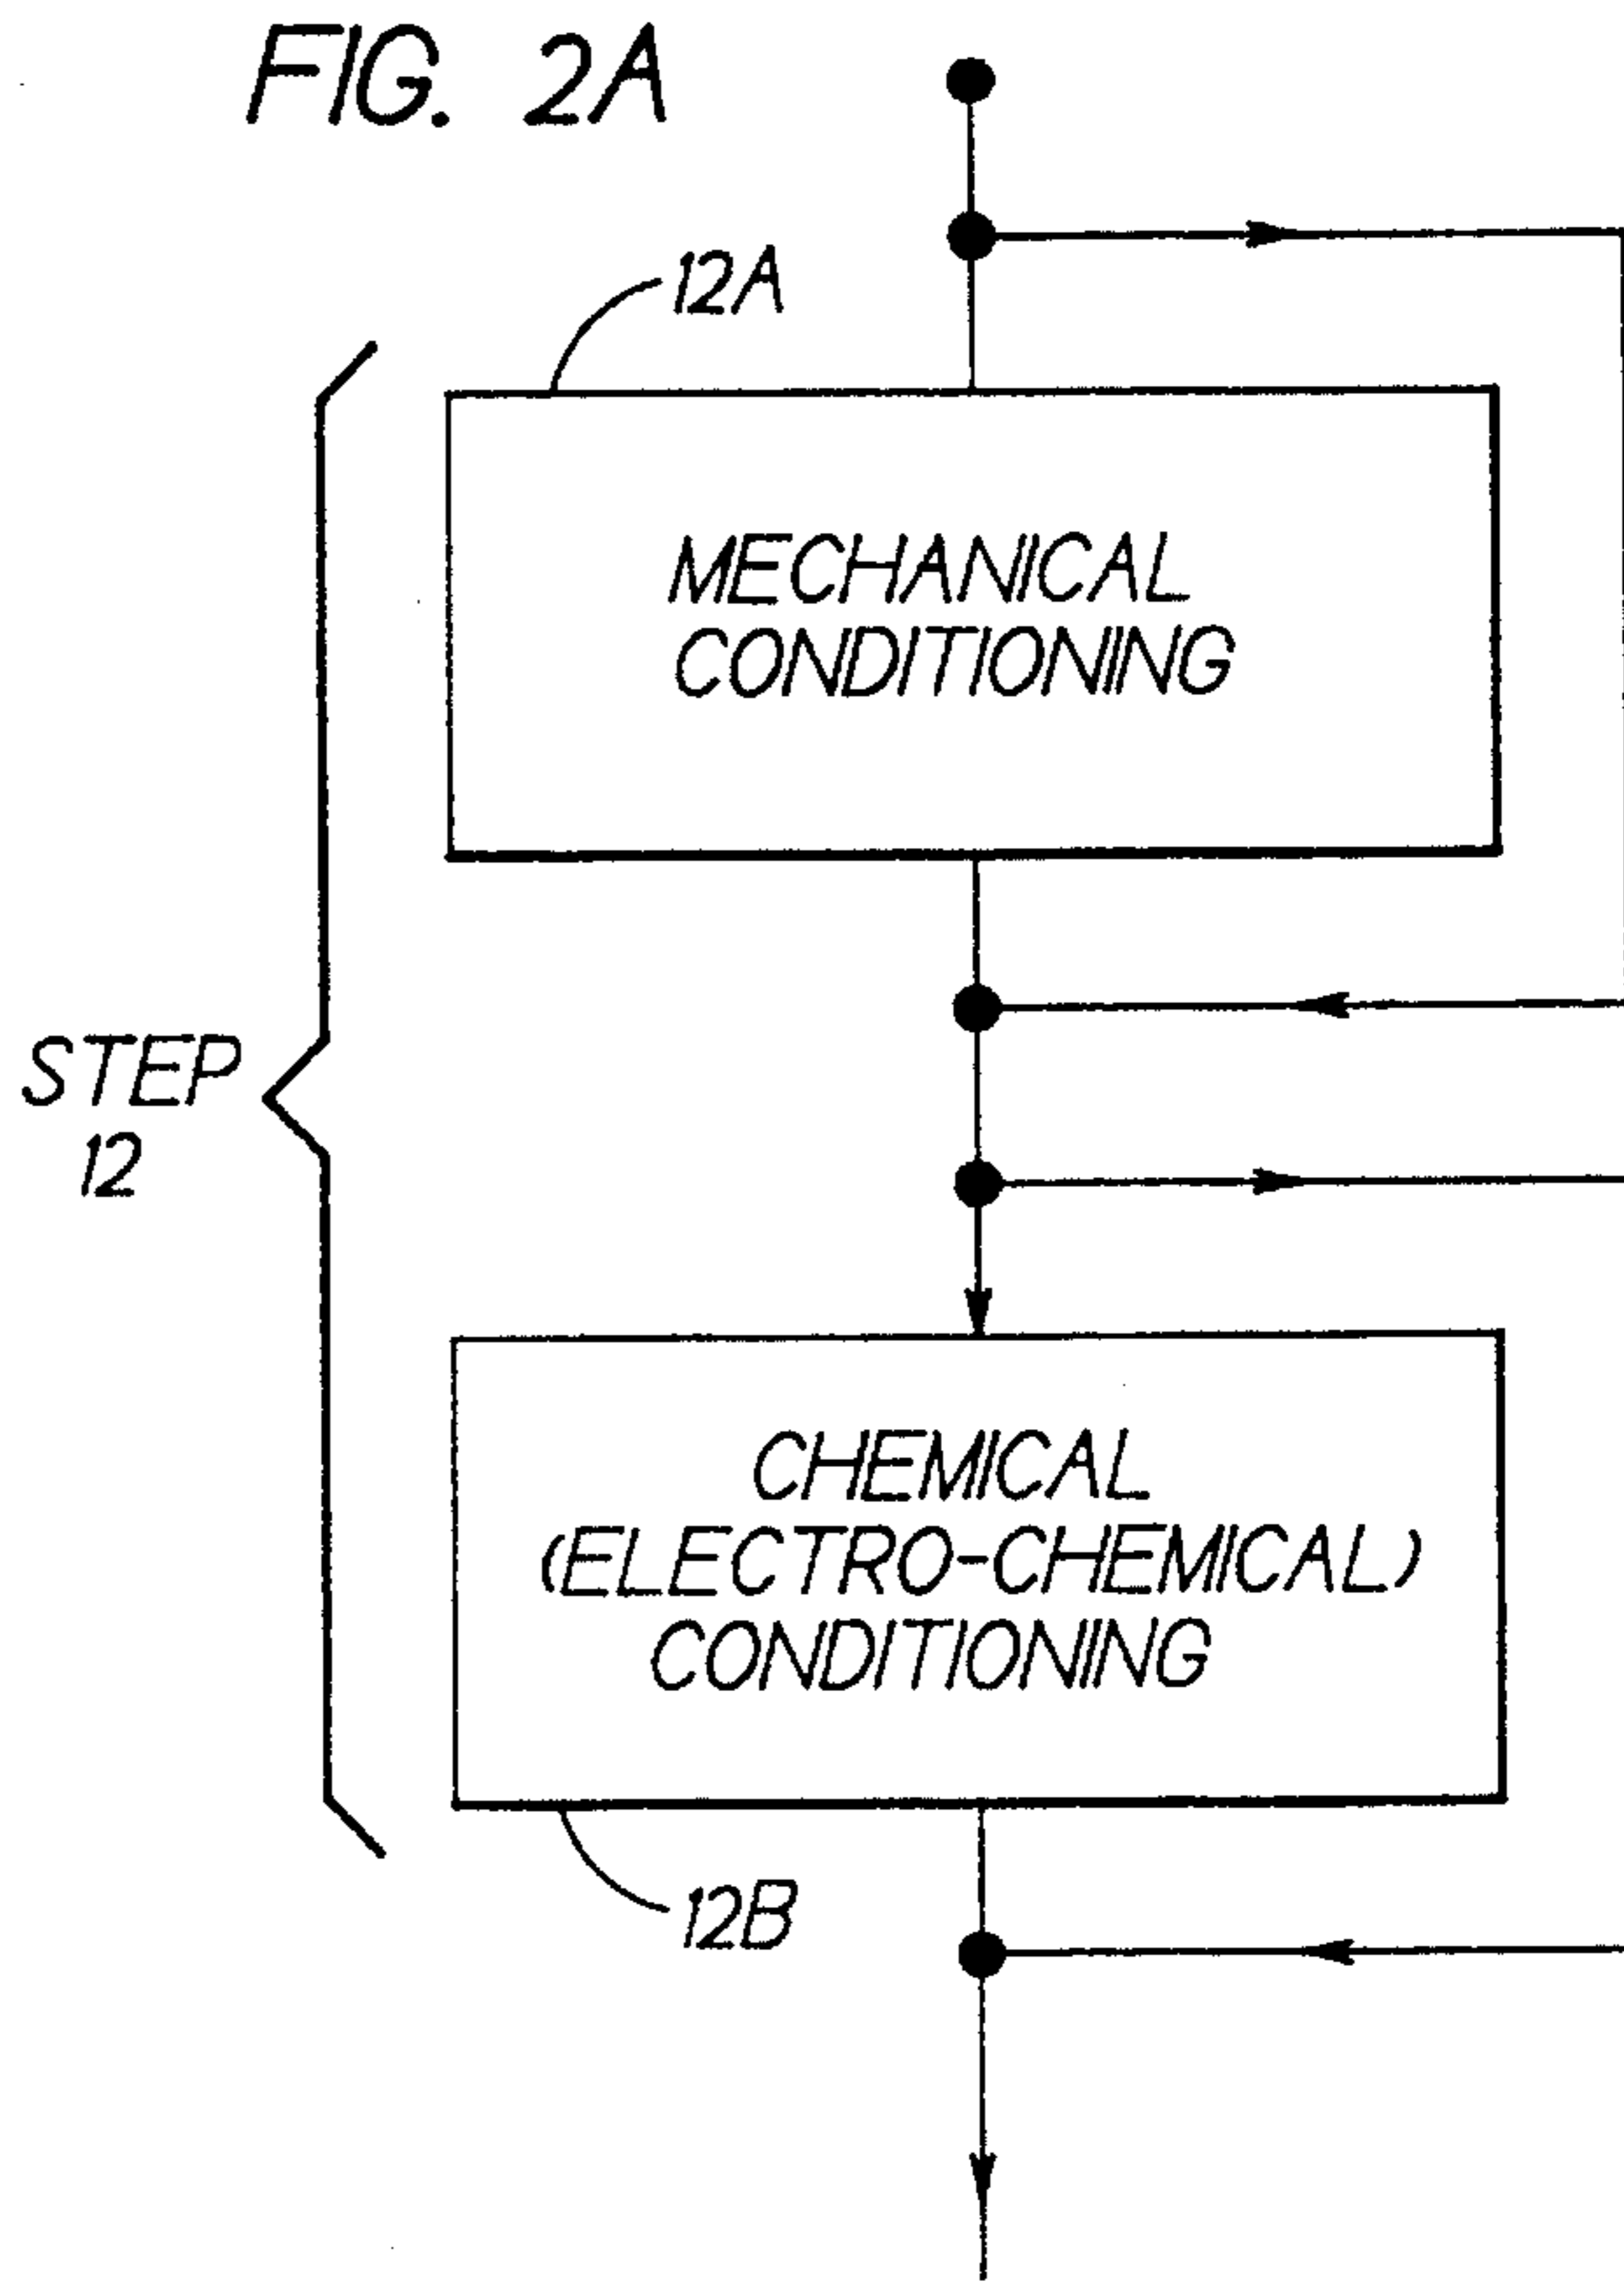 FIG. 2A
12A
MECHANICAL
CONDITIONING
STEP
12
CHEMICAL
(ELECTRO-CHEMICAL)
CONDITIONING
12B